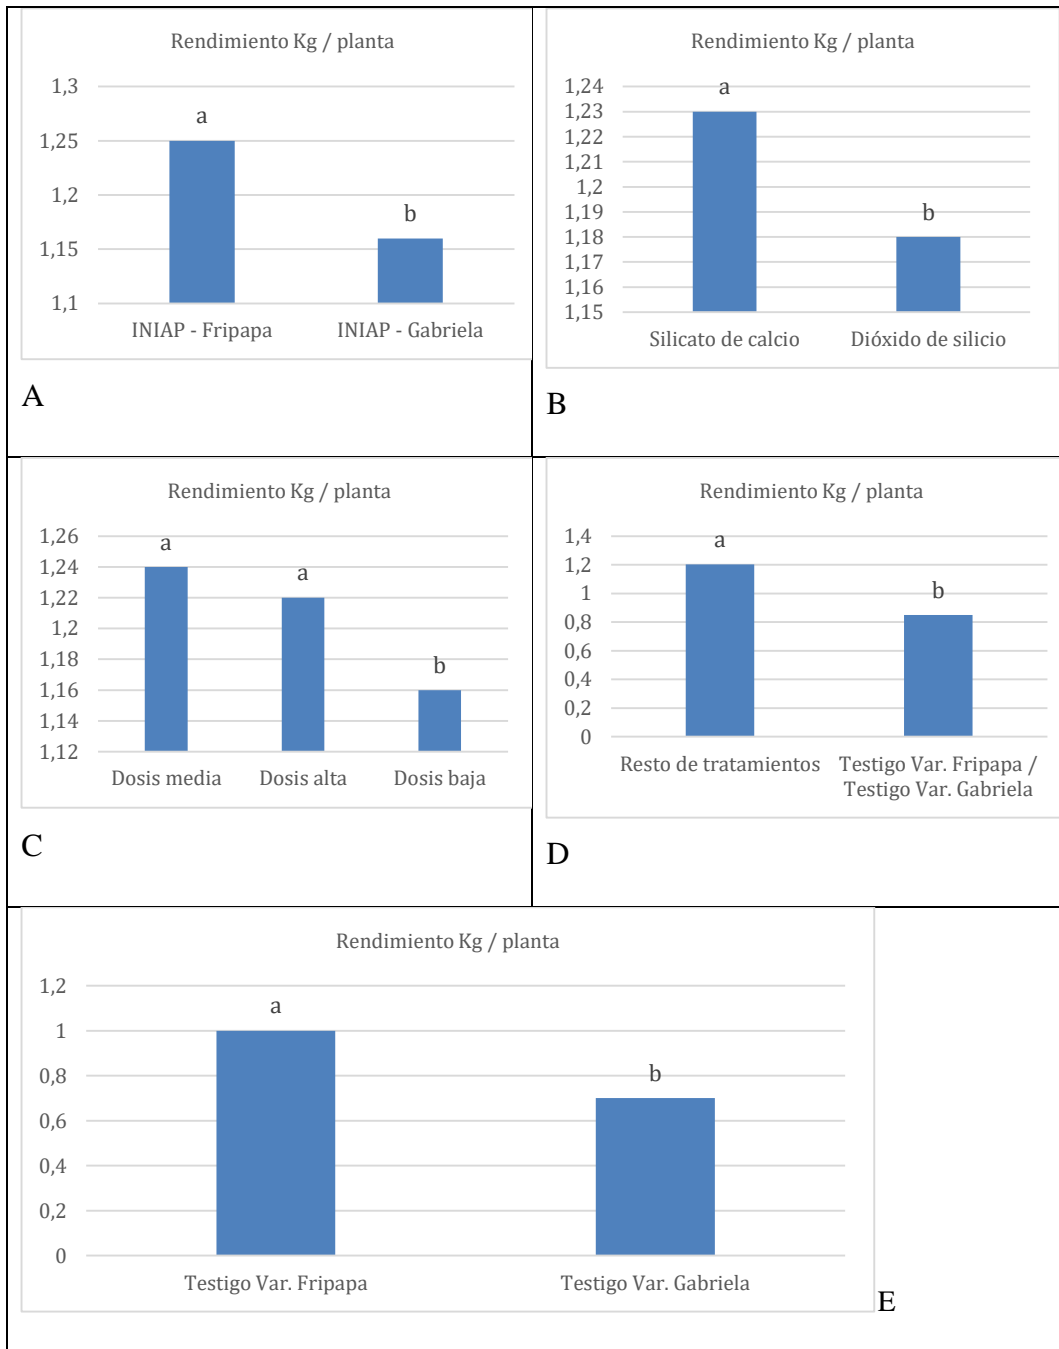 Rendimiento Kg / planta
1,3
1,25
1,2
1,15
1,1
a
b
INIAP - Fripapa
INIAP - Gabriela
A
Rendimiento Kg / planta
1,24
1,23
1,22
1,21
1,2
1,19
1,18
1,17
1,16
1,15
a
b
Silicato de calcio
Dióxido de silicio
B
Rendimiento Kg / planta
1,26
1,24
1,22
1,2
1,18
1,16
1,14
1,12
a
a
b
Dosis media
Dosis alta
Dosis baja
C
Rendimiento Kg / planta
1,4
1,2
1
0,8
0,6
0,4
0,2
0
a
b
Resto de tratamientos
Testigo Var. Fripapa /
Testigo Var. Gabriela
D
Rendimiento Kg / planta
1,2
1
0,8
0,6
0,4
0,2
0
a
b
Testigo Var. Fripapa
Testigo Var. Gabriela
E